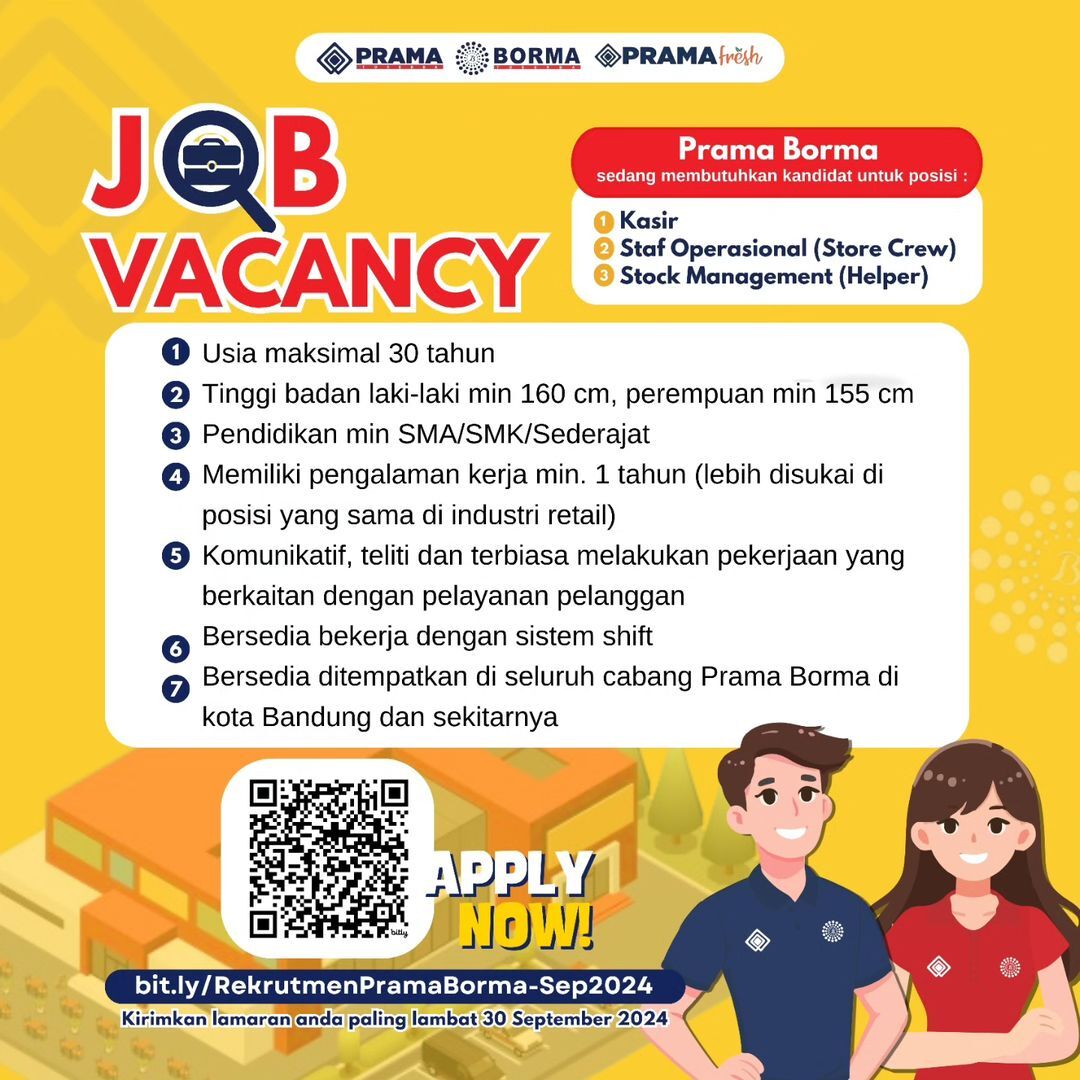 PRAMA
BORMA
PRAMA fresh
JOB
VACANCY
Prama Borma
sedang membutuhkan kandidat untuk posisi :
1 Kasir
2 Staf Operasional (Store Crew)
3 Stock Management (Helper)
1 Usia maksimal 30 tahun
2 Tinggi badan laki-laki min 160 cm, perempuan min 155 cm
3 Pendidikan min SMA/SMK/Sederajat
4 Memiliki pengalaman kerja min. 1 tahun (lebih disukai di
posisi yang sama di industri retail)
5 Komunikatif, teliti dan terbiasa melakukan pekerjaan yang
berkaitan dengan pelayanan pelanggan
6 Bersedia bekerja dengan sistem shift
7 Bersedia ditempatkan di seluruh cabang Prama Borma di
kota Bandung dan sekitarnya
bitly
APPLY
NOW!
bit.ly/RekrutmenPramaBorma-Sep2024
Kirimkan lamaran anda paling lambat 30 September 2024